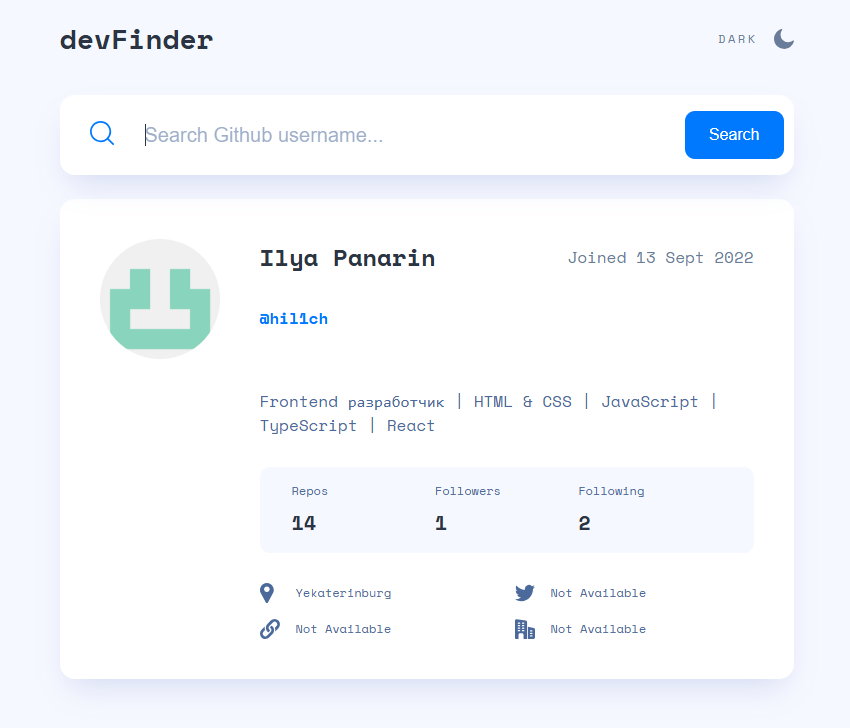 devFinder
DARK
Search Github username...
Search
Ilya Panarin
Joined 13 Sept 2022
@hil1ch
Frontend разработчик | HTML & CSS | JavaScript |
TypeScript | React
Repos Followers Following
14 1 2
Yekaterinburg Not Available
Not Available Not Available